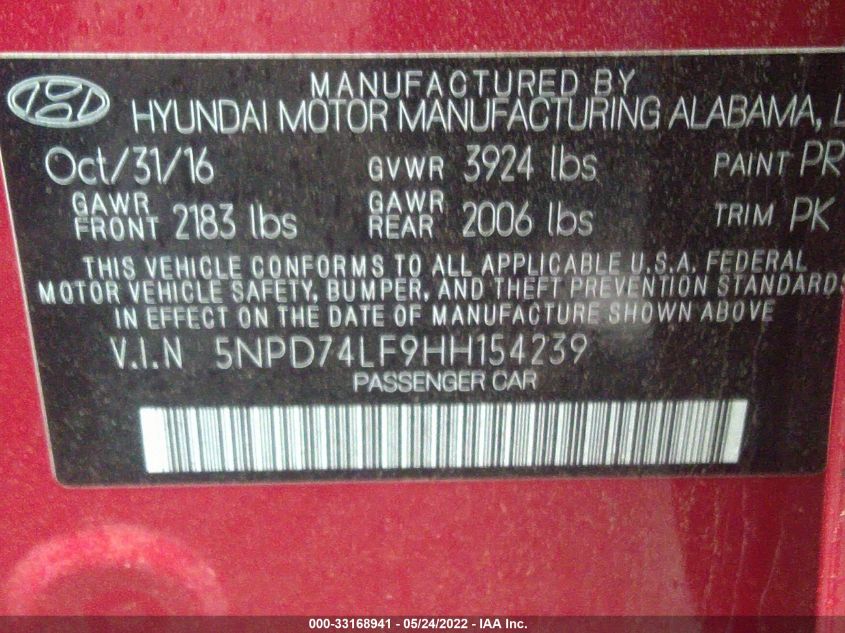 MANUFACTURED BY
HYUNDAI MOTOR MANUFACTURING ALABAMA, L
Oct/31/16 GVWR 3924 lbs PAINT PR
GAWR FRONT 2183 lbs GAWR REAR 2006 lbs TRIM PK
THIS VEHICLE CONFORMS TO ALL APPLICABLE U.S.A. FEDERAL
MOTOR VEHICLE SAFETY, BUMPER, AND THEFT PREVENTION STANDARDS
IN EFFECT ON THE DATE OF MANUFACTURE SHOWN ABOVE
V.I.N 5NPD74LF9HH154239
PASSENGER CAR
000-33168941 - 05/24/2022 - IAA Inc.